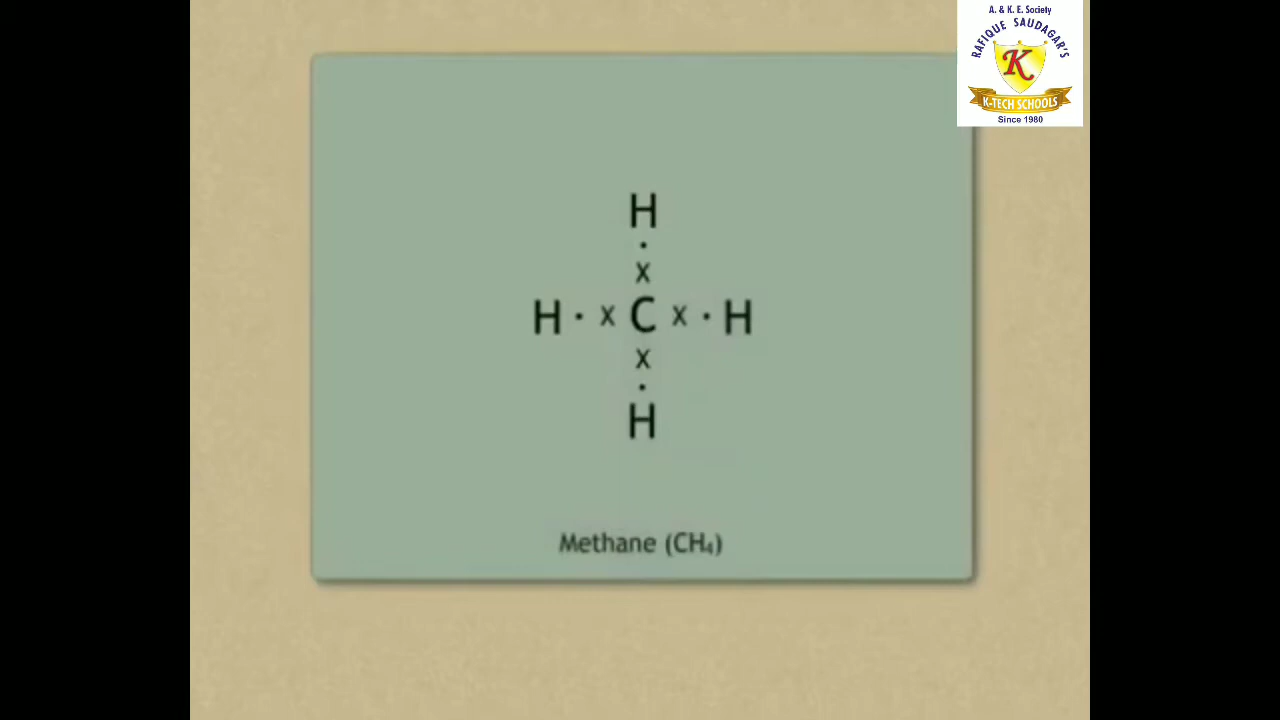 A. & K. E. Society
RAFIQUE SAUDAGAR'S
K
K-TECH SCHOOLS
Since 1980
H
·
x
H · x C x · H
x
·
H
Methane (CH₄)